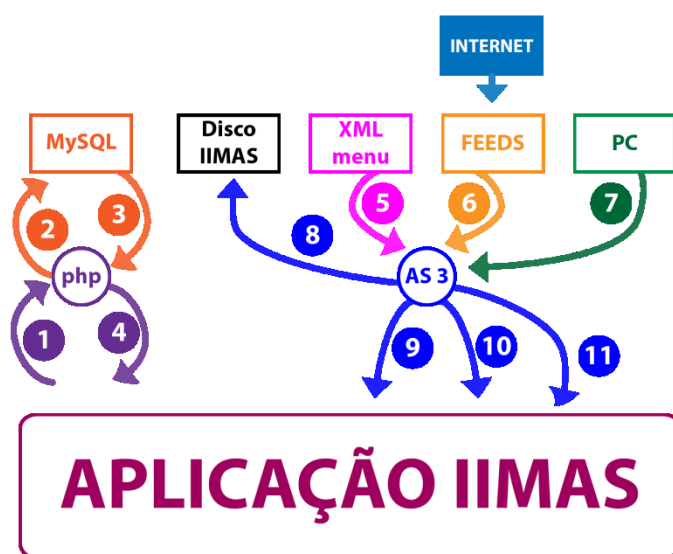 INTERNET
MySQL
Disco
IIMAS
XML
menu
FEEDS
PC
2
3
5
6
7
8
php
AS 3
1
4
9
10
11
APLICAÇÃO IIMAS